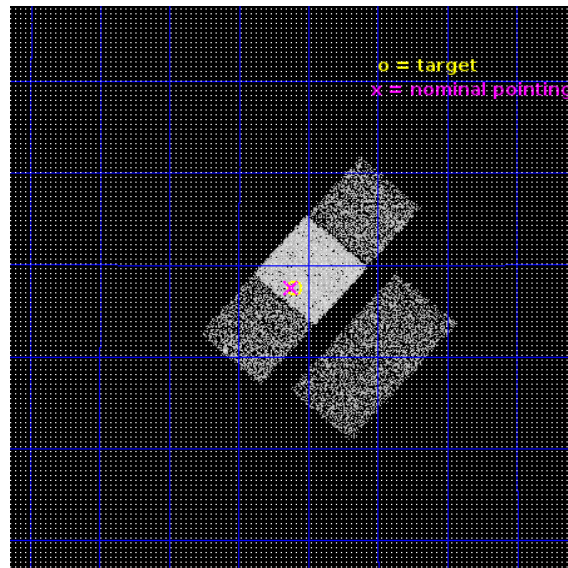 o = target
x = nominal pointing